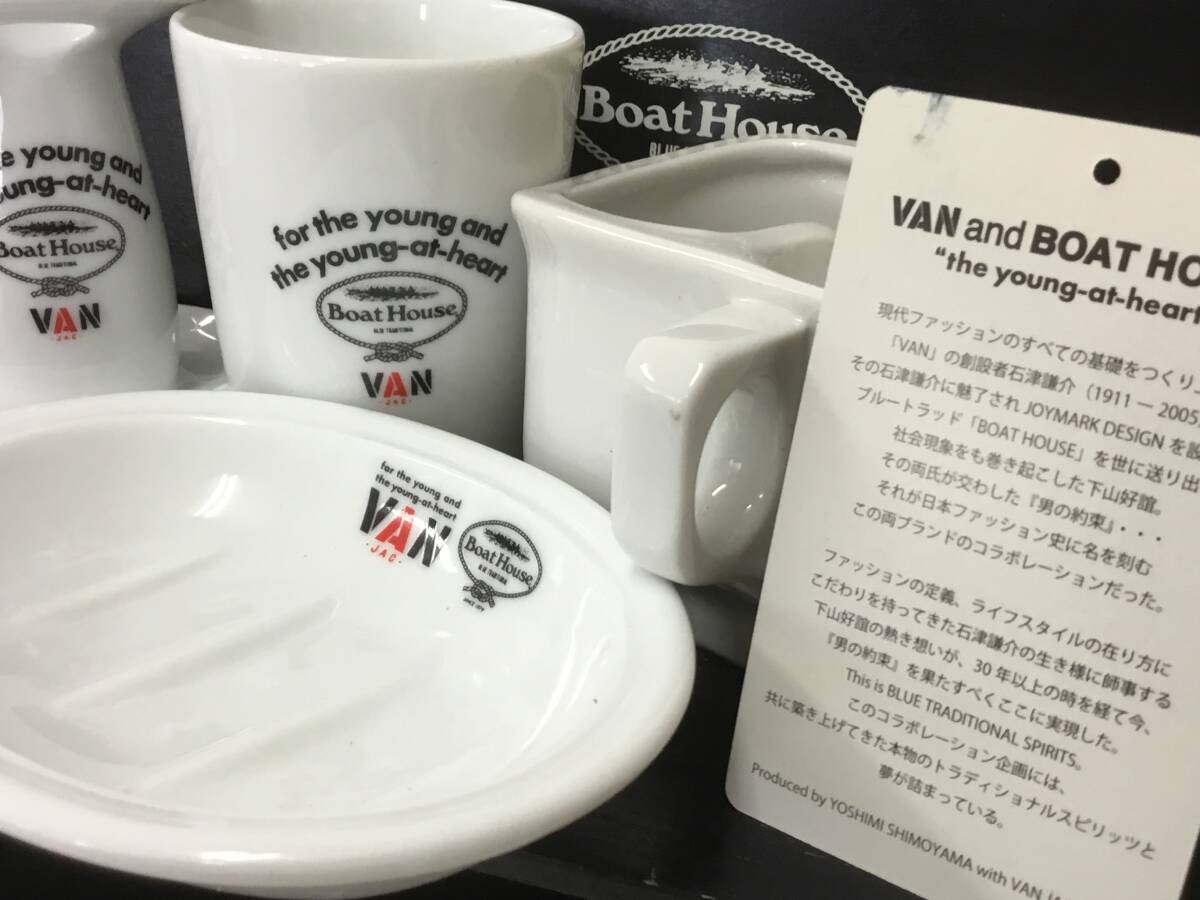 e young and
oung-at-heart
Boat House
BLUE TRADITIONAL
VAN
·JAC·
for the young and
the young-at-heart
Boat House
BLUE TRADITIONAL
VAN
·JAC·
Boat House
for the young and
the young-at-heart
VAN
·JAC·
Boat House
BLUE TRADITIONAL
VAN and BOAT HO
“the young-at-heart
現代ファッションのすべての基礎をつくり
「VAN」の創設者石津謙介（1911 ― 2005
その石津謙介に魅了され JOYMARK DESIGN を設
ブルートラッド「BOAT HOUSE」を世に送り出
社会現象をも巻き起こした下山好誼。
その両氏が交わした『男の約束』・・・
それが日本ファッション史に名を刻む
この両ブランドのコラボレーションだった。
ファッションの定義、ライフスタイルの在り方に
こだわりを持ってきた石津謙介の生き様に師事する
下山好誼の熱き想いが、30 年以上の時を経て今、
『男の約束』を果たすべくここに実現した。
This is BLUE TRADITIONAL SPIRITS。
このコラボレーション企画には、
共に築き上げてきた本物のトラディショナルスピリッツと
夢が詰まっている。
Produced by YOSHIMI SHIMOYAMA with VAN